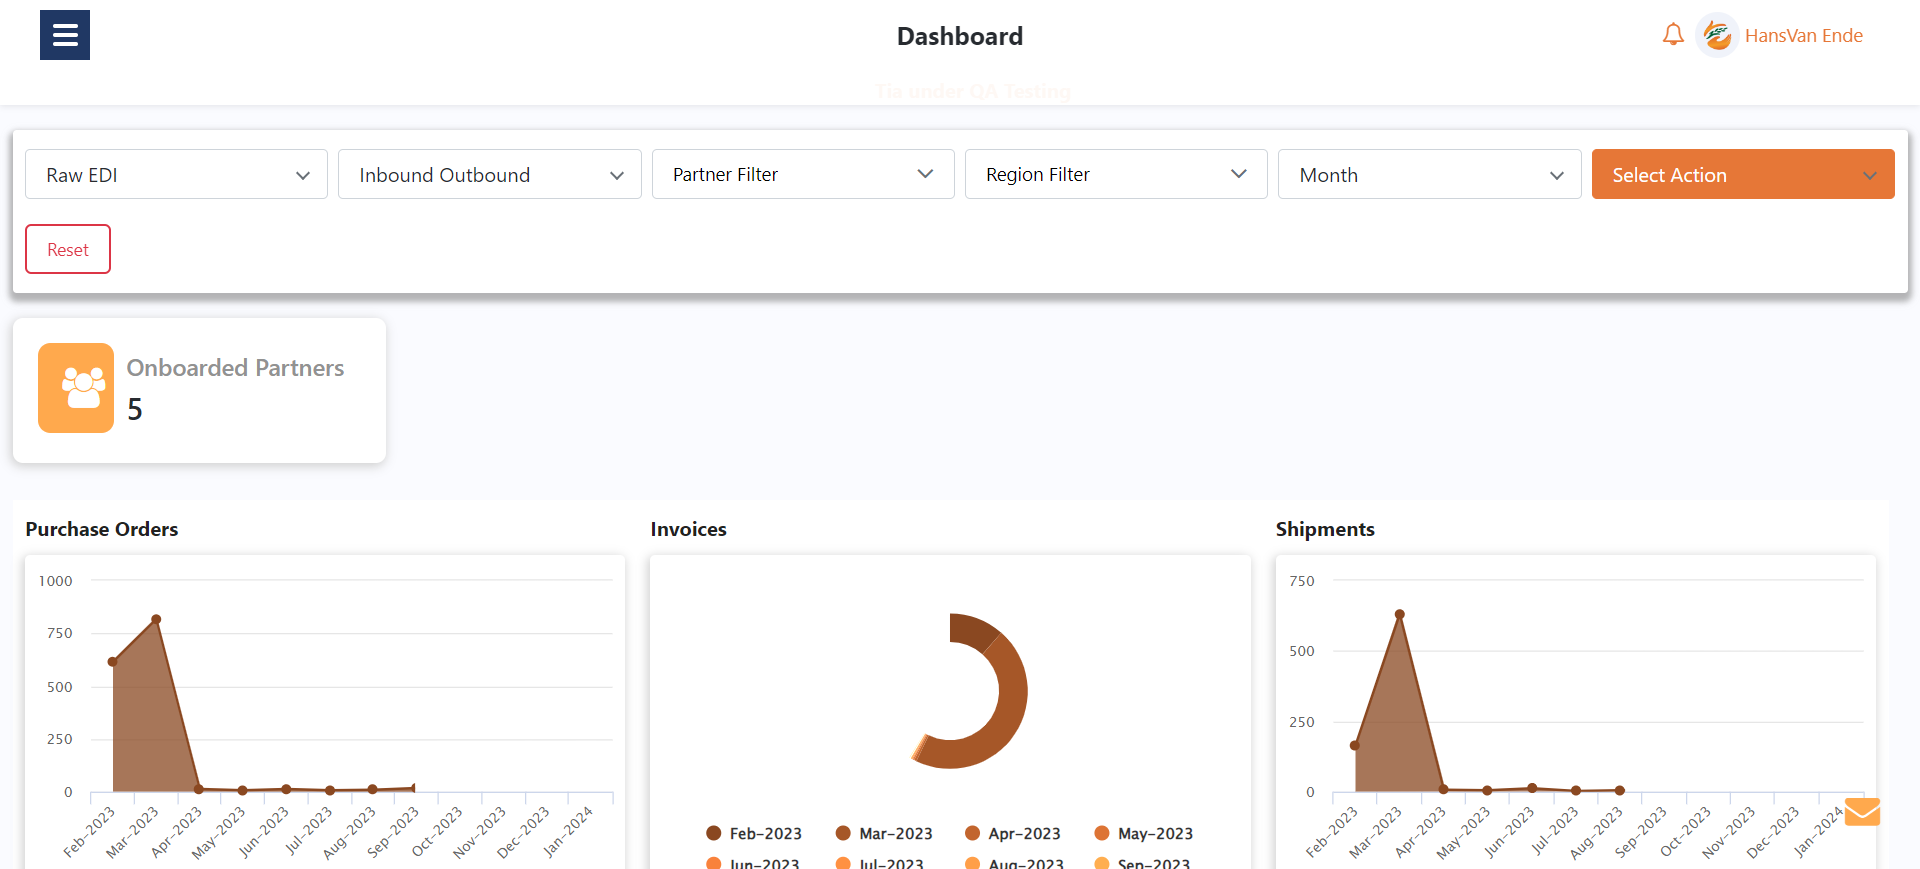 Dashboard
HansVan Ende
Tia under QA Testing
Raw EDI
Inbound Outbound
Partner Filter
Region Filter
Month
Select Action
Reset
Onboarded Partners
5
Purchase Orders
1000
750
500
250
0
Feb-2023
Mar-2023
Apr-2023
May-2023
Jun-2023
Jul-2023
Aug-2023
Sep-2023
Oct-2023
Nov-2023
Dec-2023
Jan-2024
Invoices
Feb-2023
Mar-2023
Apr-2023
May-2023
Jun-2023
Jul-2023
Aug-2023
Sep-2023
Shipments
750
500
250
0
Feb-2023
Mar-2023
Apr-2023
May-2023
Jun-2023
Jul-2023
Aug-2023
Sep-2023
Oct-2023
Nov-2023
Dec-2023
Jan-2024